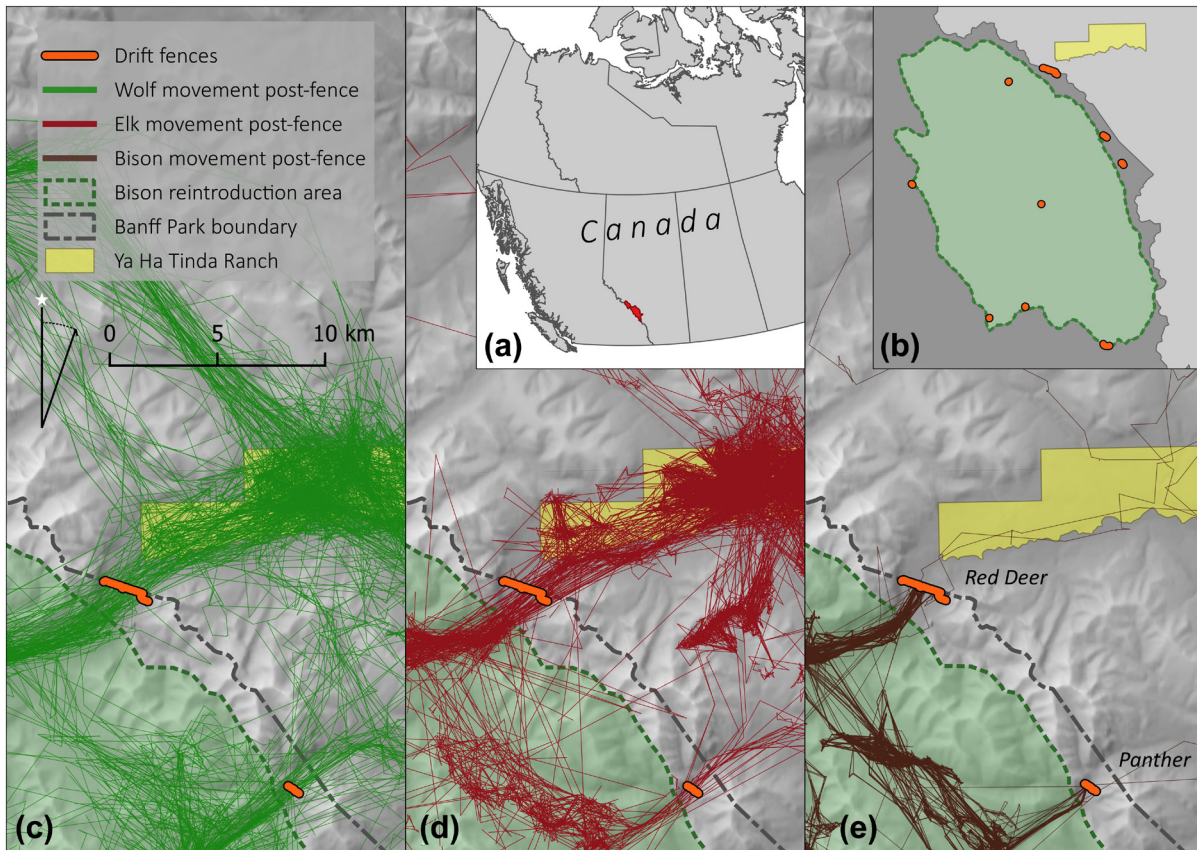 Drift fences
Wolf movement post-fence
Elk movement post-fence
Bison movement post-fence
Bison reintroduction area
Banff Park boundary
Ya Ha Tinda Ranch
0 5 10 km
Canada
(a)
(b)
Red Deer
Panther
(c)
(d)
(e)